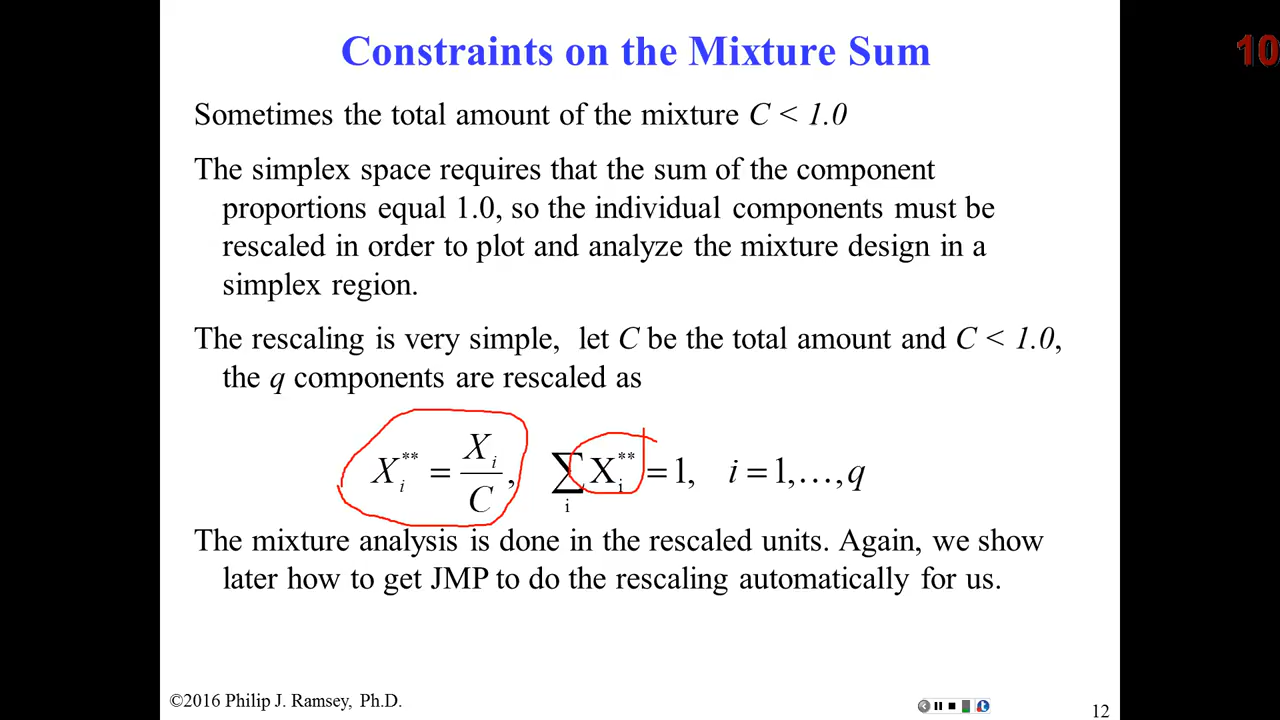 Constraints on the Mixture Sum
10
Sometimes the total amount of the mixture C < 1.0
The simplex space requires that the sum of the component
proportions equal 1.0, so the individual components must be
rescaled in order to plot and analyze the mixture design in a
simplex region.
The rescaling is very simple, let C be the total amount and C < 1.0,
the q components are rescaled as
X_i^{**} = X_i / C, ∑_i X_i^{**} = 1, i = 1,…,q
The mixture analysis is done in the rescaled units. Again, we show
later how to get JMP to do the rescaling automatically for us.
©2016 Philip J. Ramsey, Ph.D.
12